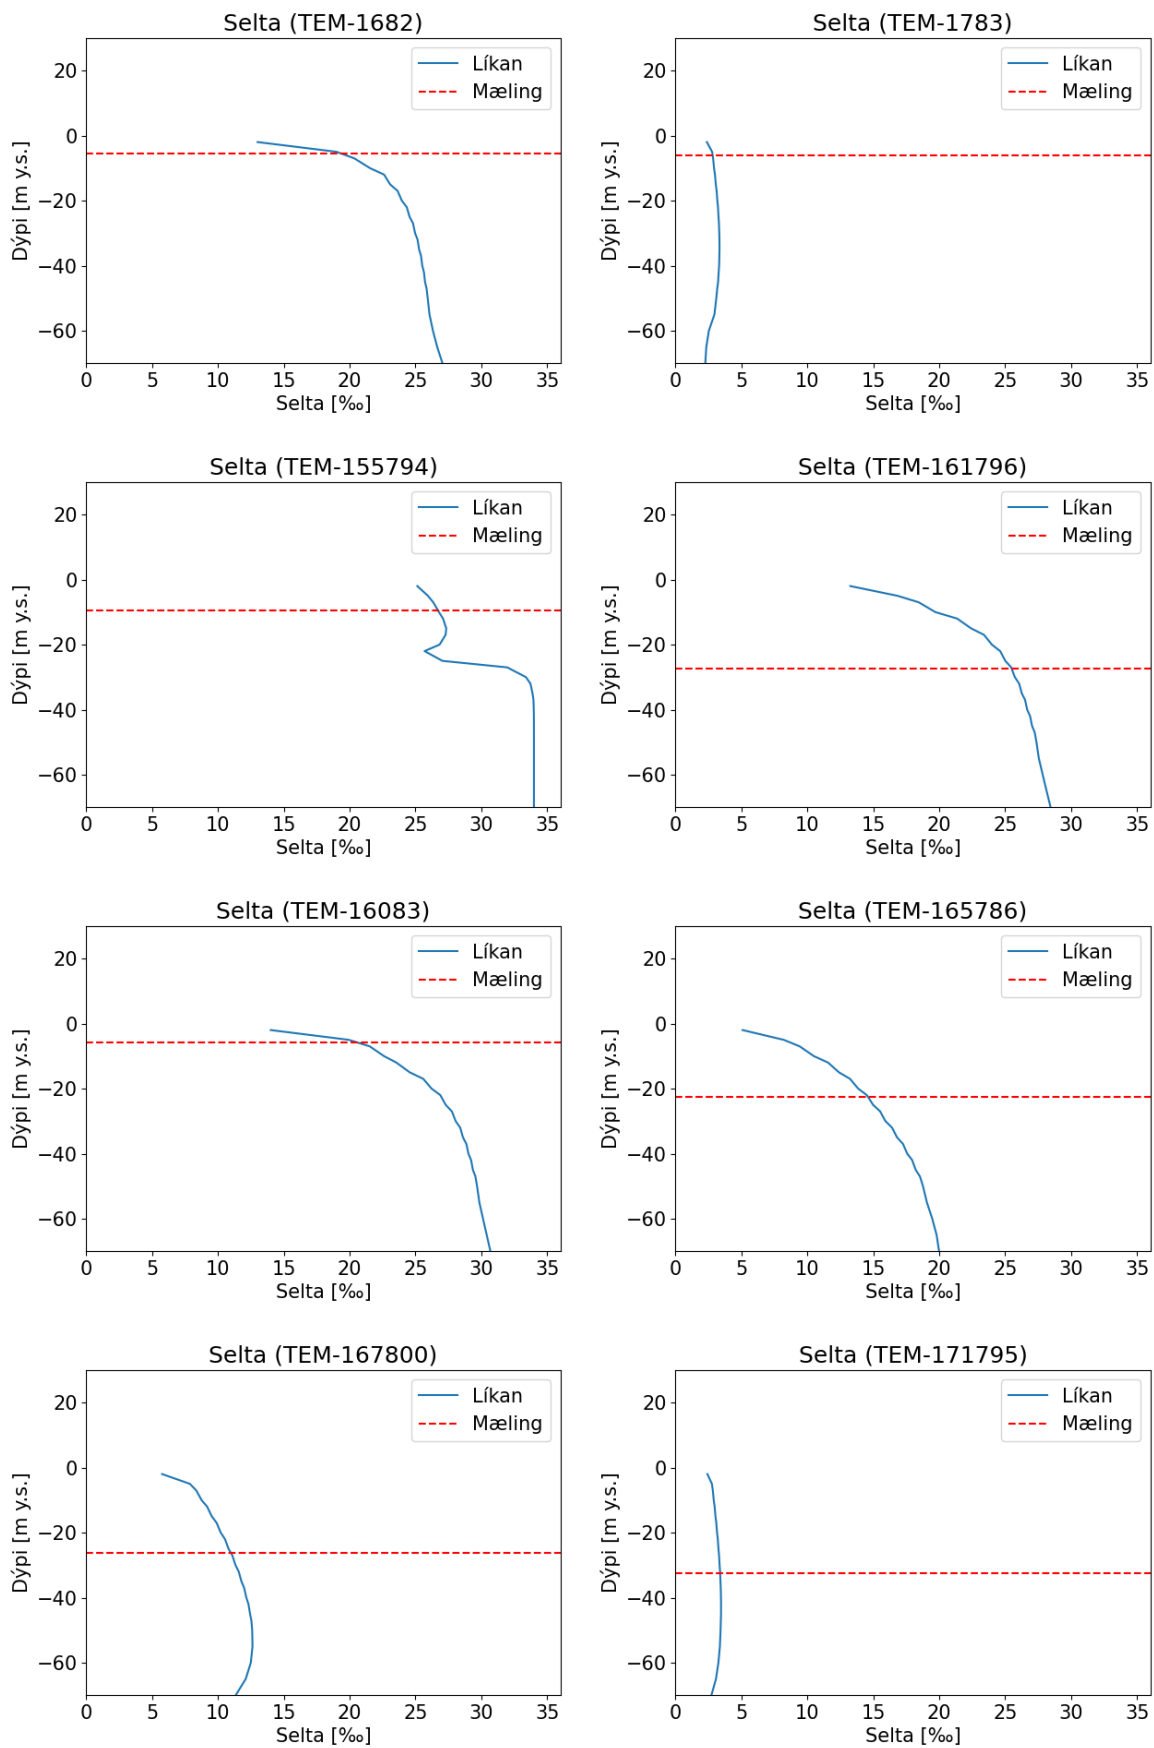 Selta (TEM-1682)
Líkan
Mæling
20
0
−20
−40
−60
Dýpi [m y.s.]
0 5 10 15 20 25 30 35
Selta [‰]
Selta (TEM-1783)
Líkan
Mæling
20
0
−20
−40
−60
Dýpi [m y.s.]
0 5 10 15 20 25 30 35
Selta [‰]
Selta (TEM-155794)
Líkan
Mæling
20
0
−20
−40
−60
Dýpi [m y.s.]
0 5 10 15 20 25 30 35
Selta [‰]
Selta (TEM-161796)
Líkan
Mæling
20
0
−20
−40
−60
Dýpi [m y.s.]
0 5 10 15 20 25 30 35
Selta [‰]
Selta (TEM-16083)
Líkan
Mæling
20
0
−20
−40
−60
Dýpi [m y.s.]
0 5 10 15 20 25 30 35
Selta [‰]
Selta (TEM-165786)
Líkan
Mæling
20
0
−20
−40
−60
Dýpi [m y.s.]
0 5 10 15 20 25 30 35
Selta [‰]
Selta (TEM-167800)
Líkan
Mæling
20
0
−20
−40
−60
Dýpi [m y.s.]
0 5 10 15 20 25 30 35
Selta [‰]
Selta (TEM-171795)
Líkan
Mæling
20
0
−20
−40
−60
Dýpi [m y.s.]
0 5 10 15 20 25 30 35
Selta [‰]